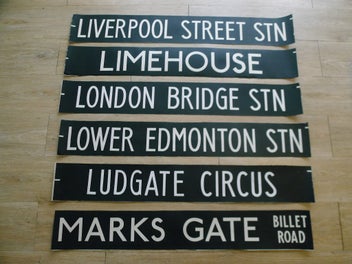 LIVERPOOL STREET STN
LIMEHOUSE
LONDON BRIDGE STN
LOWER EDMONTON STN
LUDGATE CIRCUS
MARKS GATE BILLET ROAD